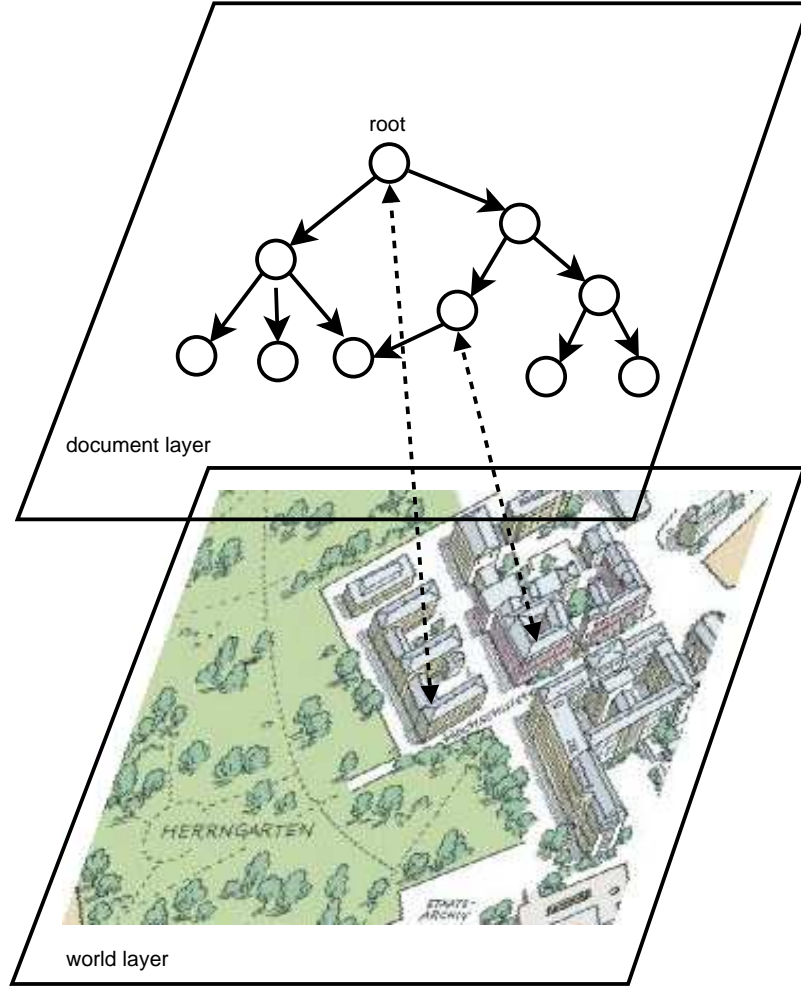 root
document layer
HERRNGARTEN
STAATS-
ARCHIV
world layer